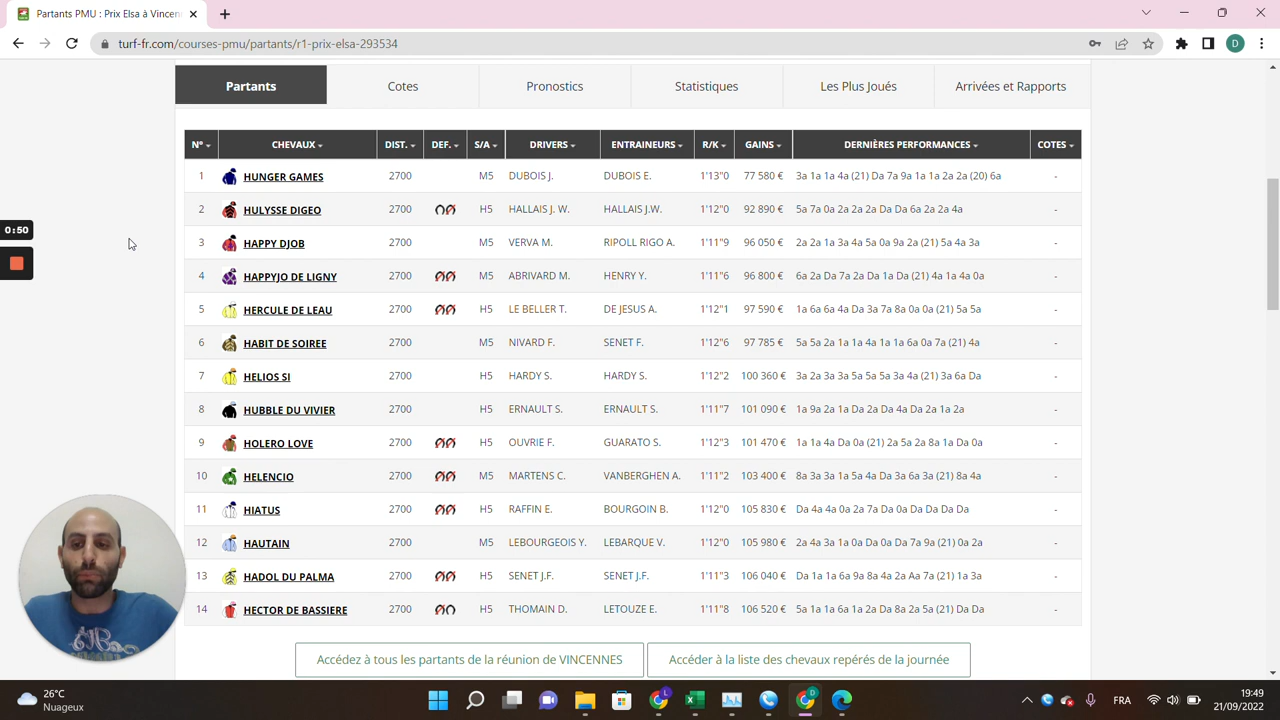 Partants PMU : Prix Elsa à Vincen
turf-fr.com/courses-pmu/partants/r1-prix-elsa-293534
D
Partants Cotes Pronostics Statistiques Les Plus Joués Arrivées et Rapports
N° CHEVAUX DIST. DEF. S/A DRIVERS ENTRAINEURS R/K GAINS DERNIÈRES PERFORMANCES COTES
1 HUNGER GAMES 2700 M5 DUBOIS J. DUBOIS E. 1'13"0 77 580 € 3a 1a 1a 4a (21) Da 7a 9a 1a 1a 2a 2a (20) 6a -
2 HULYSSE DIGEO 2700 H5 HALLAIS J. W. HALLAIS J.W. 1'12"0 92 890 € 5a 7a 0a 2a 2a 2a Da Da 6a 2a 2a 4a -
3 HAPPY DJOB 2700 M5 VERVA M. RIPOLL RIGO A. 1'11"9 96 050 € 2a 2a 1a 3a 4a 5a 0a 9a 2a (21) 5a 4a 3a -
4 HAPPYJO DE LIGNY 2700 M5 ABRIVARD M. HENRY Y. 1'11"6 96 800 € 6a 2a Da 7a 2a Da 1a Da (21) 4a 1a 4a 0a -
5 HERCULE DE LEAU 2700 H5 LE BELLER T. DE JESUS A. 1'12"1 97 590 € 1a 6a 6a 4a Da 3a 7a 8a 0a 0a (21) 5a 5a -
6 HABIT DE SOIREE 2700 M5 NIVARD F. SENET F. 1'12"6 97 785 € 5a 5a 2a 1a 1a 4a 1a 1a 6a 0a 7a (21) 4a -
7 HELIOS SI 2700 H5 HARDY S. HARDY S. 1'12"2 100 360 € 3a 2a 3a 3a 5a 5a 5a 3a 4a (21) 3a 6a Da -
8 HUBBLE DU VIVIER 2700 H5 ERNAULT S. ERNAULT S. 1'11"7 101 090 € 1a 9a 2a 1a Da 2a Da 4a Da 2a 1a 2a -
9 HOLERO LOVE 2700 H5 OUVRIE F. GUARATO S. 1'12"3 101 470 € 1a 1a 4a Da 0a (21) 2a 5a 2a 8a 1a Da 0a -
10 HELENCIO 2700 M5 MARTENS C. VANBERGHEN A. 1'11"2 103 400 € 8a 3a 3a 1a 5a 4a Da 3a 6a 3a (21) 8a 4a -
11 HIATUS 2700 H5 RAFFIN E. BOURGOIN B. 1'12"0 105 830 € Da 4a 4a 0a 2a 7a Da 0a Da Da Da Da -
12 HAUTAIN 2700 M5 LEBOURGEOIS Y. LEBARQUE V. 1'12"0 105 980 € 2a 4a 3a 1a 0a Da 0a Da 7a 9a (21) 0a 2a -
13 HADOL DU PALMA 2700 H5 SENET J.F. SENET J.F. 1'11"3 106 040 € Da 1a 1a 6a 9a 8a 4a 2a Aa 7a (21) 1a 3a -
14 HECTOR DE BASSIERE 2700 H5 THOMAIN D. LETOUZE E. 1'11"8 106 520 € 5a 1a 1a 6a 1a 2a Da 8a 2a 5a (21) Da Da -
0:50
Accédez à tous les partants de la réunion de VINCENNES Accéder à la liste des chevaux repérés de la journée
26°C
Nuageux
L
D
FRA
19:49
21/09/2022